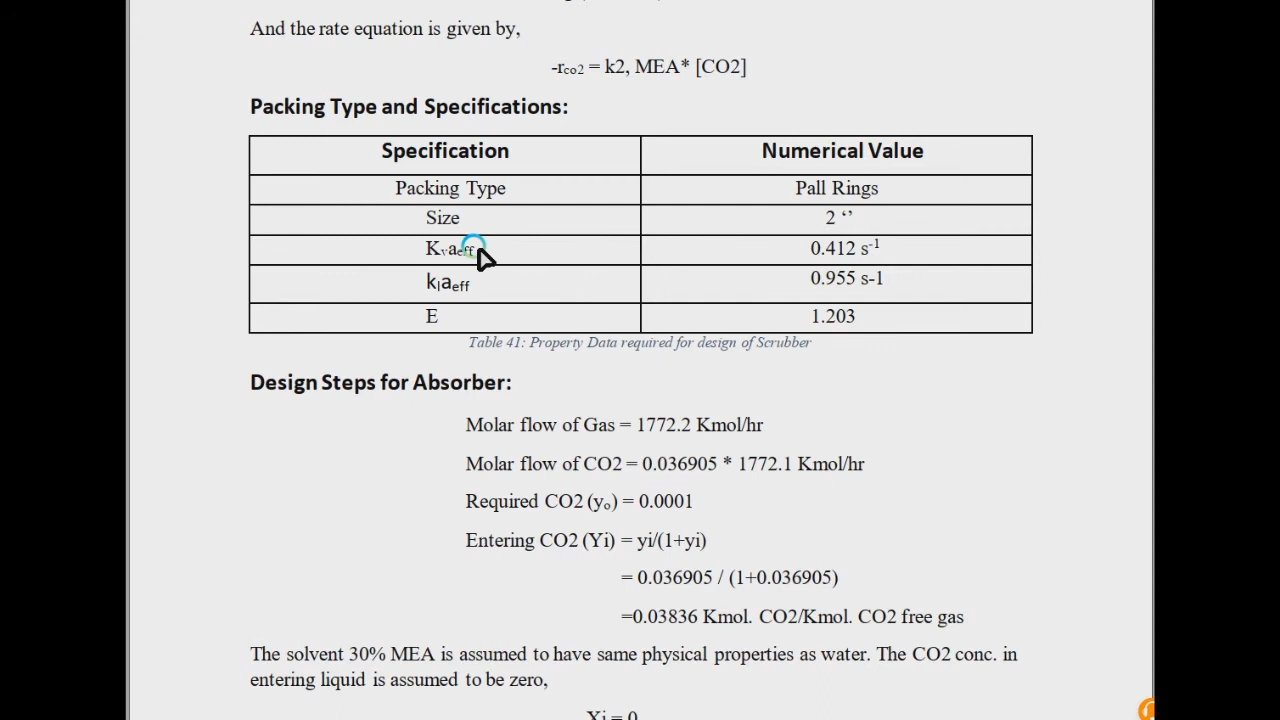 And the rate equation is given by,
-rco2 = k2, MEA* [CO2]
Packing Type and Specifications:
Specification Numerical Value
Packing Type Pall Rings
Size 2 ‘’
Kvaeff 0.412 s-1
klaeff 0.955 s-1
E 1.203
Table 41: Property Data required for design of Scrubber
Design Steps for Absorber:
Molar flow of Gas = 1772.2 Kmol/hr
Molar flow of CO2 = 0.036905 * 1772.1 Kmol/hr
Required CO2 (yo) = 0.0001
Entering CO2 (Yi) = yi/(1+yi)
= 0.036905 / (1+0.036905)
=0.03836 Kmol. CO2/Kmol. CO2 free gas
The solvent 30% MEA is assumed to have same physical properties as water. The CO2 conc. in
entering liquid is assumed to be zero,
Xi = 0